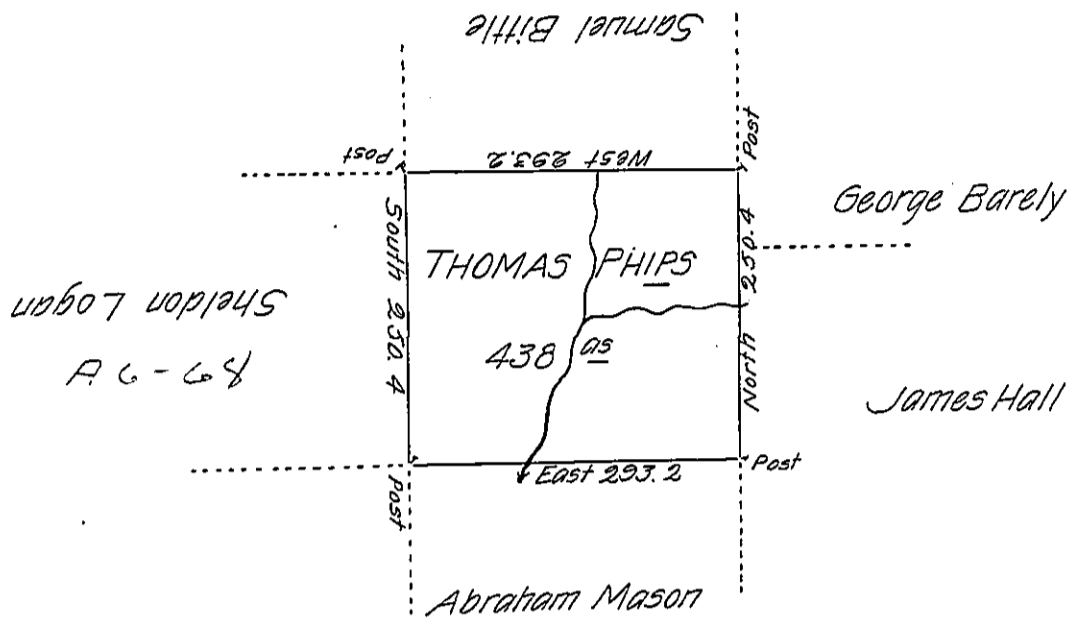 Samuel Bittle
Post
West 293.2
Post
George Barely
South 250.4
North 250.4
THOMAS PHIPS
Sheldon Logan
438 as
A6-68
James Hall
East 293.2
Post
Post
Abraham Mason